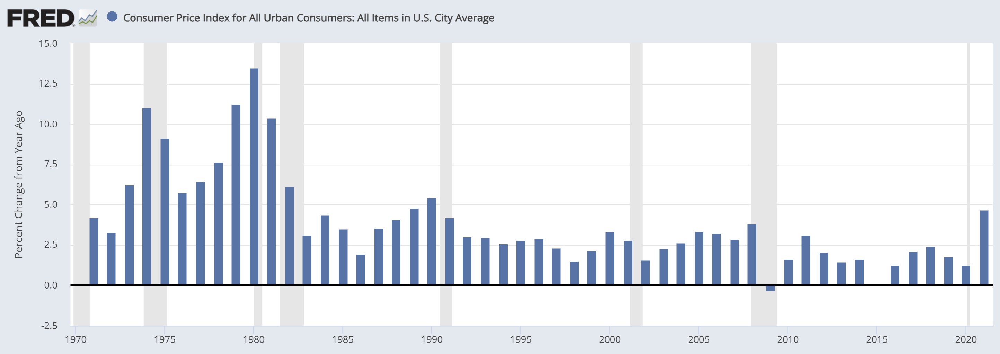 FRED® Consumer Price Index for All Urban Consumers: All Items in U.S. City Average
Percent Change from Year Ago
15.0
12.5
10.0
7.5
5.0
2.5
0.0
-2.5
1970 1975 1980 1985 1990 1995 2000 2005 2010 2015 2020